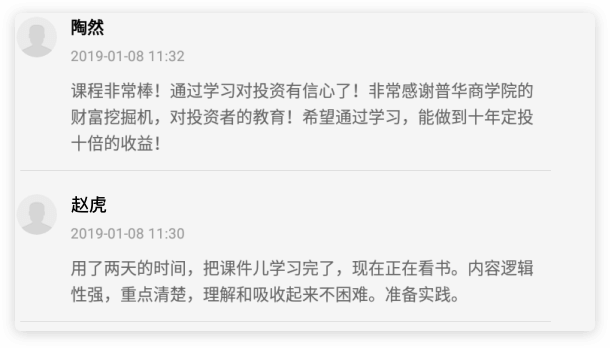 陶然
2019-01-08 11:32
课程非常棒！通过学习对投资有信心了！非常感谢普华商学院的
财富挖掘机，对投资者的教育！希望通过学习，能做到十年定投
十倍的收益！
赵虎
2019-01-08 11:30
用了两天的时间，把课件儿学习完了，现在正在看书。内容逻辑
性强，重点清楚，理解和吸收起来不困难。准备实践。